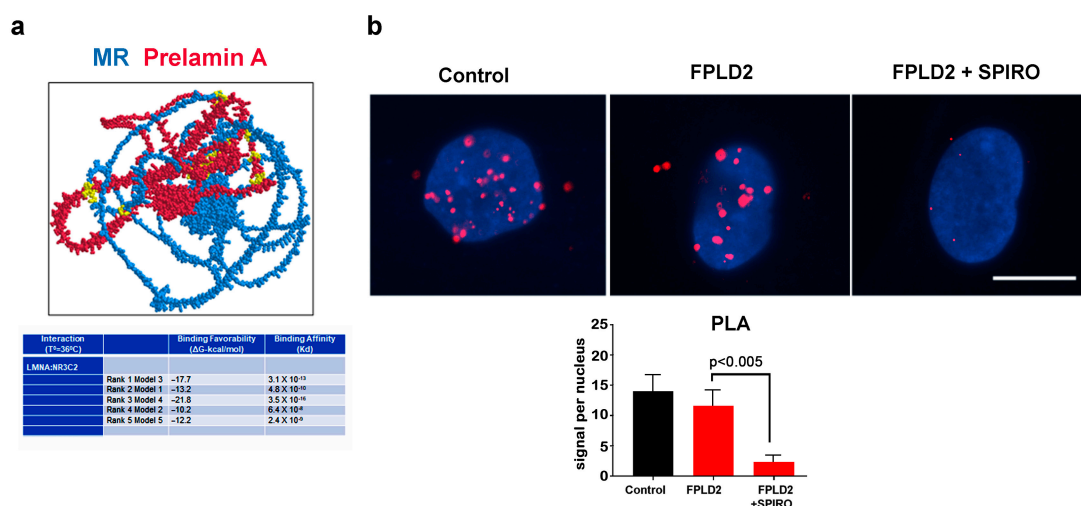 a
MR Prelamin A
Interaction
(Tº=36ºC)
Binding Favorability
(ΔG-kcal/mol)
Binding Affinity
(Kd)
LMNA:NR3C2
Rank 1 Model 3 –17.7 3.1 X 10⁻¹³
Rank 2 Model 1 –13.2 4.8 X 10⁻¹⁰
Rank 3 Model 4 –21.8 3.5 X 10⁻¹⁶
Rank 4 Model 2 –10.2 6.4 X 10⁻⁸
Rank 5 Model 5 –12.2 2.4 X 10⁻⁹
b
Control FPLD2 FPLD2 + SPIRO
PLA
signal per nucleus
25
20
15
10
5
0
p<0.005
Control FPLD2 FPLD2
+SPIRO